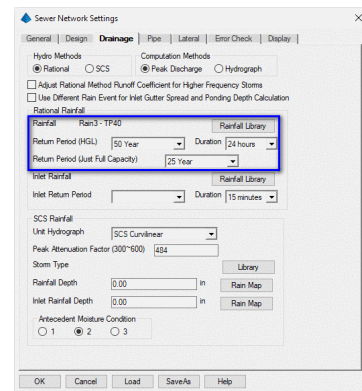 Sewer Network Settings
General Design Drainage Pipe Lateral Error Check Display
Hydro Methods Computation Methods
Rational SCS Peak Discharge Hydrograph
Adjust Rational Method Runoff Coefficient for Higher Frequency Storms
Use Different Rain Event for Inlet Gutter Spread and Ponding Depth Calculation
Rational Rainfall
Rainfall Rain3 - TP40 Rainfall Library
Return Period (HGL) 50 Year Duration 24 hours
Return Period (Just Full Capacity) 25 Year
Inlet Rainfall Rainfall Library
Inlet Return Period Duration 15 minutes
SCS Rainfall
Unit Hydrograph SCS Curvilinear
Peak Attenuation Factor (300~600) 484
Storm Type Library
Rainfall Depth 0.00 in Rain Map
Inlet Rainfall Depth 0.00 in Rain Map
Antecedent Moisture Condition
1 2 3
OK Cancel Load SaveAs Help